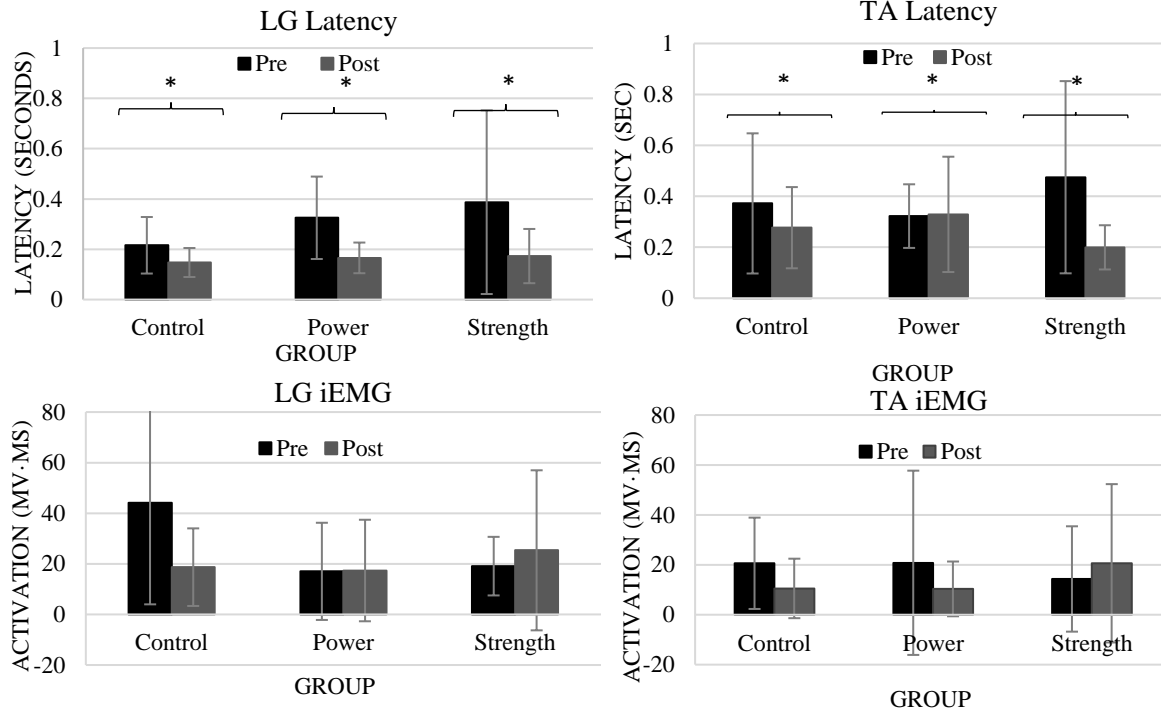 LG Latency
Pre Post
* * *
LATENCY (SECONDS)
1
0.8
0.6
0.4
0.2
0
Control Power Strength
GROUP
TA Latency
Pre Post
* * *
LATENCY (SEC)
1
0.8
0.6
0.4
0.2
0
Control Power Strength
GROUP
LG iEMG
Pre Post
ACTIVATION (MV·MS)
80
60
40
20
0
-20
Control Power Strength
GROUP
TA iEMG
Pre Post
ACTIVATION (MV·MS)
80
60
40
20
0
-20
Control Power Strength
GROUP